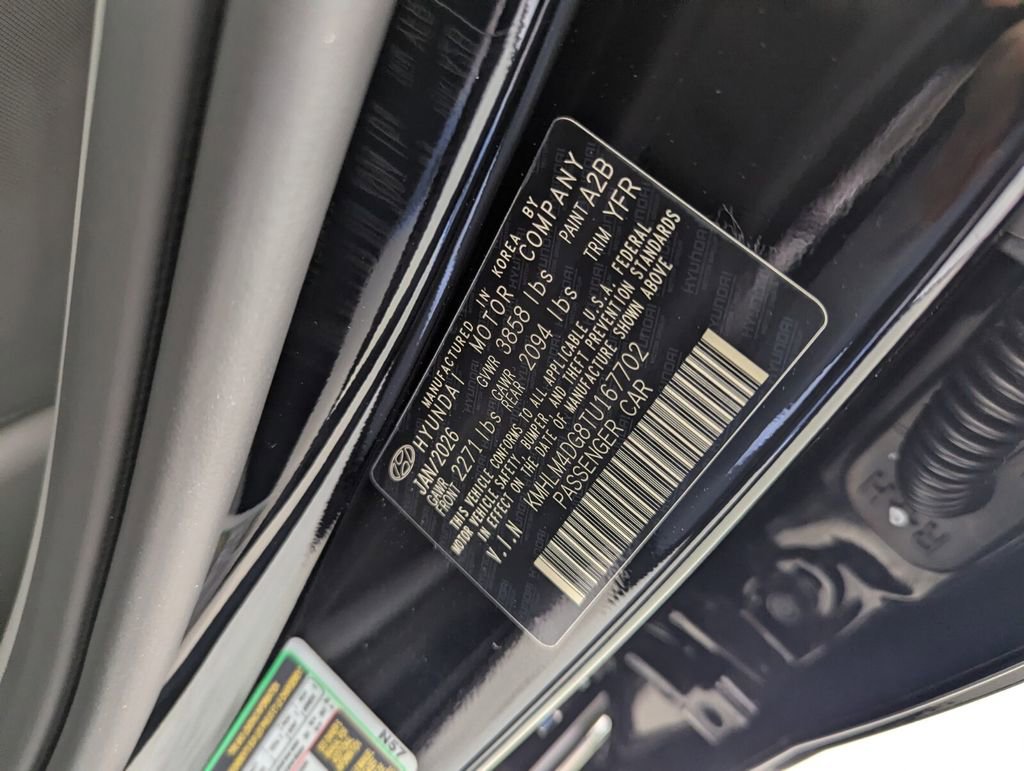 MANUFACTURED IN KOREA BY
HYUNDAI MOTOR COMPANY
JAN/2026 GVWR 3858 lbs PAINT A2B
GAWR FRONT 2271 lbs GAWR REAR 2094 lbs TRIM YFR
THIS VEHICLE CONFORMS TO ALL APPLICABLE U.S.A. FEDERAL
MOTOR VEHICLE SAFETY, BUMPER, AND THEFT PREVENTION STANDARDS
IN EFFECT ON THE DATE OF MANUFACTURE SHOWN ABOVE
V.I.N KMHLM4DG8TU167702
PASSENGER CAR
N57